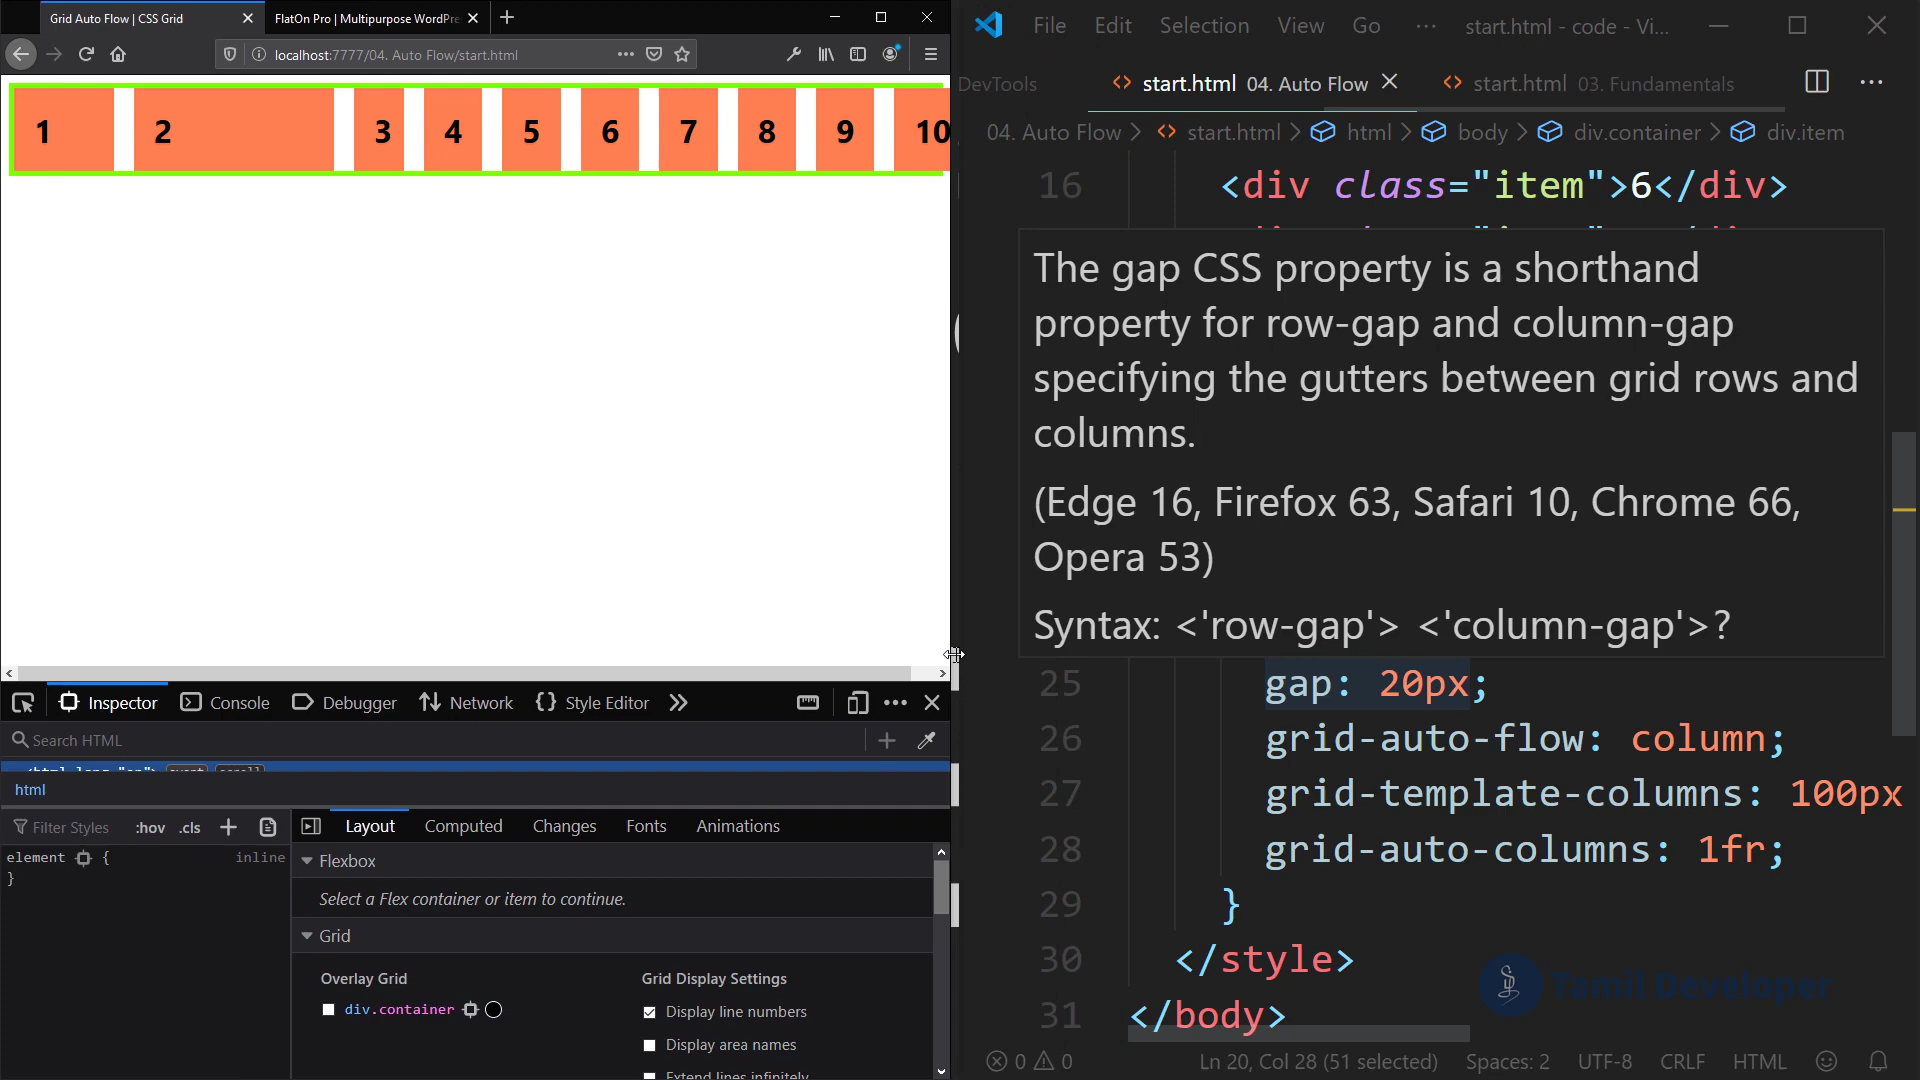 Grid Auto Flow | CSS Grid
FlatOn Pro | Multipurpose WordPre
localhost:7777/04. Auto Flow/start.html
1 2 3 4 5 6 7 8 9 10
Inspector
Console
Debugger
Network
Style Editor
Search HTML
html
Filter Styles
:hov .cls
element {
inline
}
Layout
Computed
Changes
Fonts
Animations
Flexbox
Select a Flex container or item to continue.
Grid
Overlay Grid
div.container
Grid Display Settings
Display line numbers
Display area names
Extend lines infinitely
File Edit Selection View Go
start.html - code - Vi...
DevTools
start.html 04. Auto Flow
start.html 03. Fundamentals
04. Auto Flow > start.html > html > body > div.container > div.item
16 <div class="item">6</div>
The gap CSS property is a shorthand
property for row-gap and column-gap
specifying the gutters between grid rows and
columns.
(Edge 16, Firefox 63, Safari 10, Chrome 66,
Opera 53)
Syntax: <'row-gap'> <'column-gap'>?
25 gap: 20px;
26 grid-auto-flow: column;
27 grid-template-columns: 100px
28 grid-auto-columns: 1fr;
29 }
30 </style>
31 </body>
Tamil Developer
0 0
Ln 20, Col 28 (51 selected)
Spaces: 2
UTF-8
CRLF
HTML